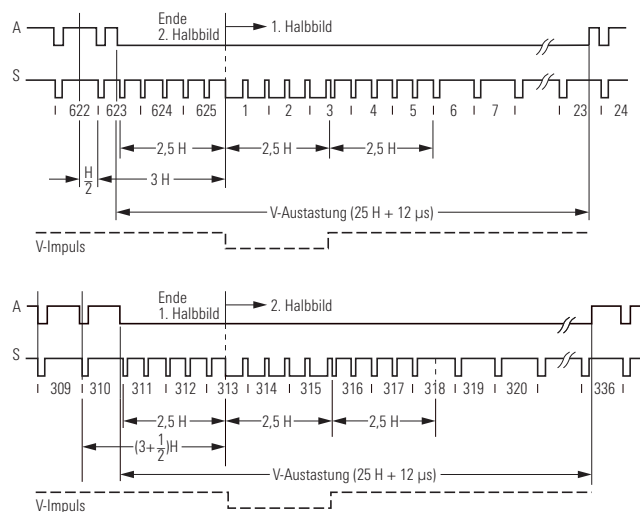 A
Ende
2. Halbbild
1. Halbbild
S
622 623 624 625 1 2 3 4 5 6 7 23 24
2,5 H 2,5 H 2,5 H
H/2 3 H
V-Austastung (25 H + 12 µs)
V-Impuls
A
Ende
1. Halbbild
2. Halbbild
S
309 310 311 312 313 314 315 316 317 318 319 320 336
2,5 H 2,5 H 2,5 H
(3+1/2)H
V-Austastung (25 H + 12 µs)
V-Impuls